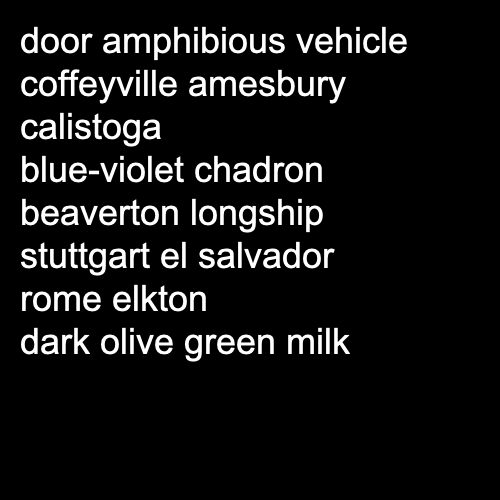 door amphibious vehicle
coffeyville amesbury
calistoga
blue-violet chadron
beaverton longship
stuttgart el salvador
rome elkton
dark olive green milk